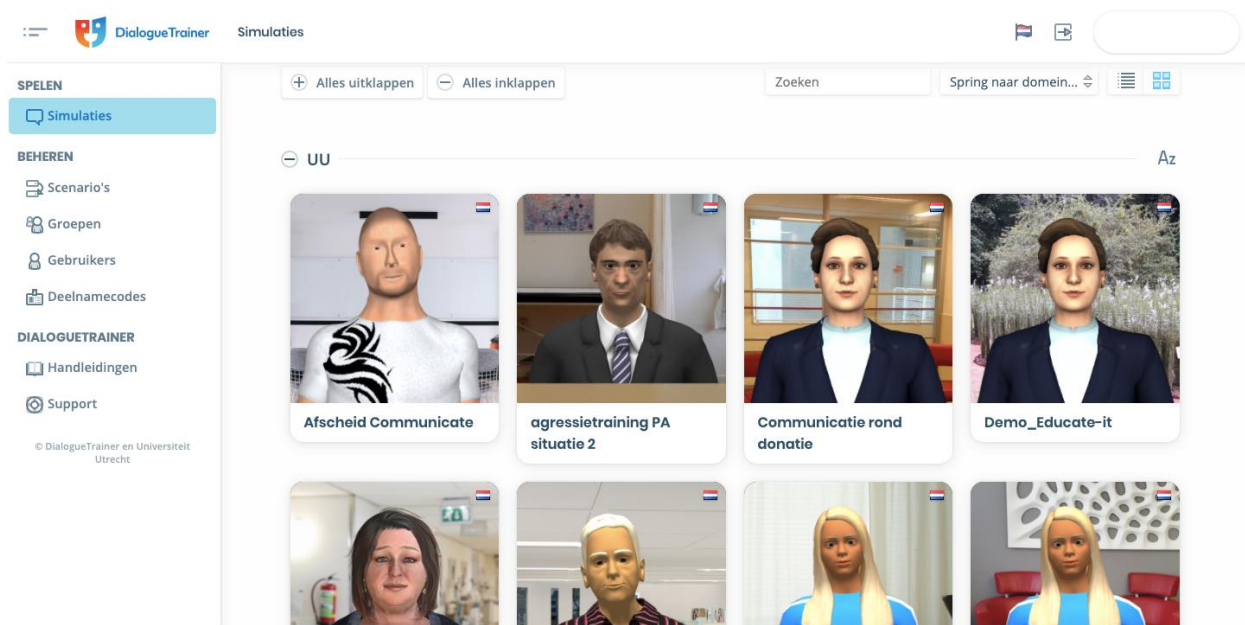 DialogueTrainer
Simulaties
SPELEN
Simulaties
BEHEREN
Scenario's
Groepen
Gebruikers
Deelnamecodes
DIALOGUETRAINER
Handleidingen
Support
© DialogueTrainer en Universiteit
Utrecht
Alles uitklappen
Alles inklappen
Zoeken
Spring naar domein...
UU
Az
Afscheid Communicate
agressietraining PA
situatie 2
Communicatie rond
donatie
Demo_Educate-it